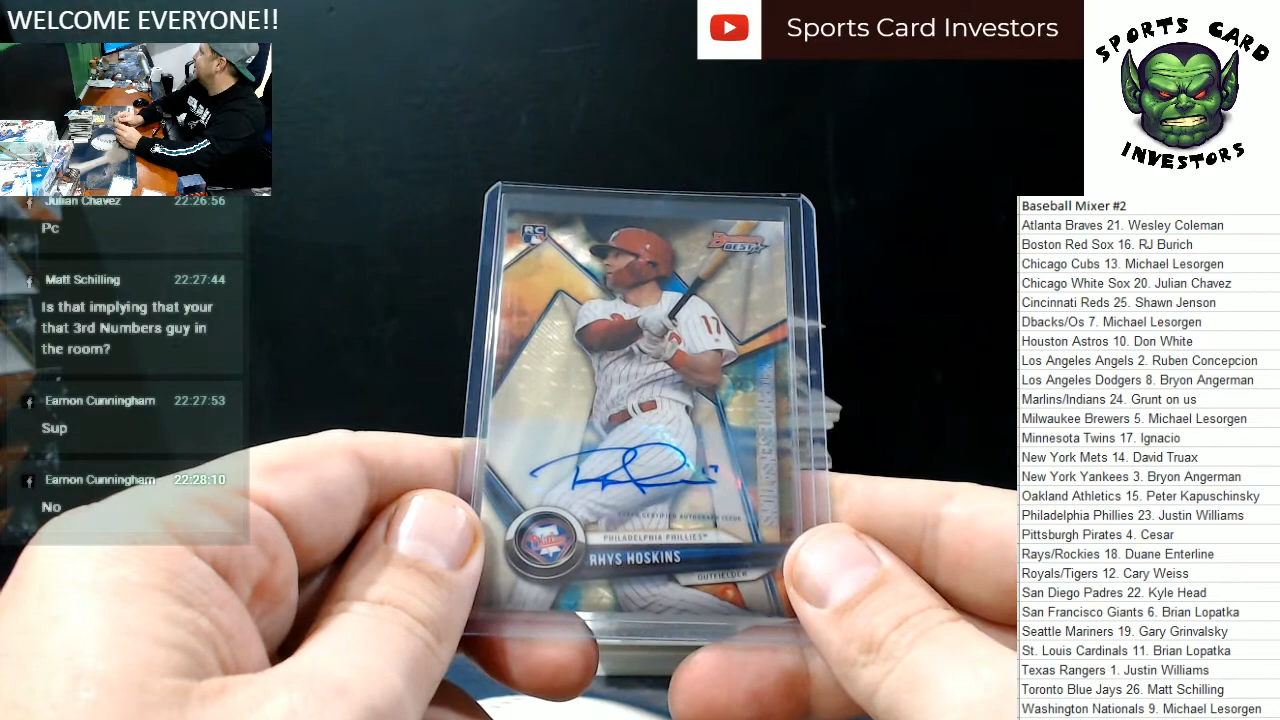 WELCOME EVERYONE!!
Sports Card Investors
SPORTS CARD
INVESTORS
Julian Chavez 22:26:56
Pc
Matt Schilling 22:27:44
Is that implying that your
that 3rd Numbers guy in
the room?
Eamon Cunningham 22:27:53
Sup
Eamon Cunningham 22:28:10
No
RC
BOWMAN'S
BEST
17
TOPPS CERTIFIED AUTOGRAPH ISSUE
Phillies
PHILADELPHIA PHILLIES™
RHYS HOSKINS
OUTFIELDER
Baseball Mixer #2
Atlanta Braves 21. Wesley Coleman
Boston Red Sox 16. RJ Burich
Chicago Cubs 13. Michael Lesorgen
Chicago White Sox 20. Julian Chavez
Cincinnati Reds 25. Shawn Jenson
Dbacks/Os 7. Michael Lesorgen
Houston Astros 10. Don White
Los Angeles Angels 2. Ruben Concepcion
Los Angeles Dodgers 8. Bryon Angerman
Marlins/Indians 24. Grunt on us
Milwaukee Brewers 5. Michael Lesorgen
Minnesota Twins 17. Ignacio
New York Mets 14. David Truax
New York Yankees 3. Bryon Angerman
Oakland Athletics 15. Peter Kapuschinsky
Philadelphia Phillies 23. Justin Williams
Pittsburgh Pirates 4. Cesar
Rays/Rockies 18. Duane Enterline
Royals/Tigers 12. Cary Weiss
San Diego Padres 22. Kyle Head
San Francisco Giants 6. Brian Lopatka
Seattle Mariners 19. Gary Grinvalsky
St. Louis Cardinals 11. Brian Lopatka
Texas Rangers 1. Justin Williams
Toronto Blue Jays 26. Matt Schilling
Washington Nationals 9. Michael Lesorgen